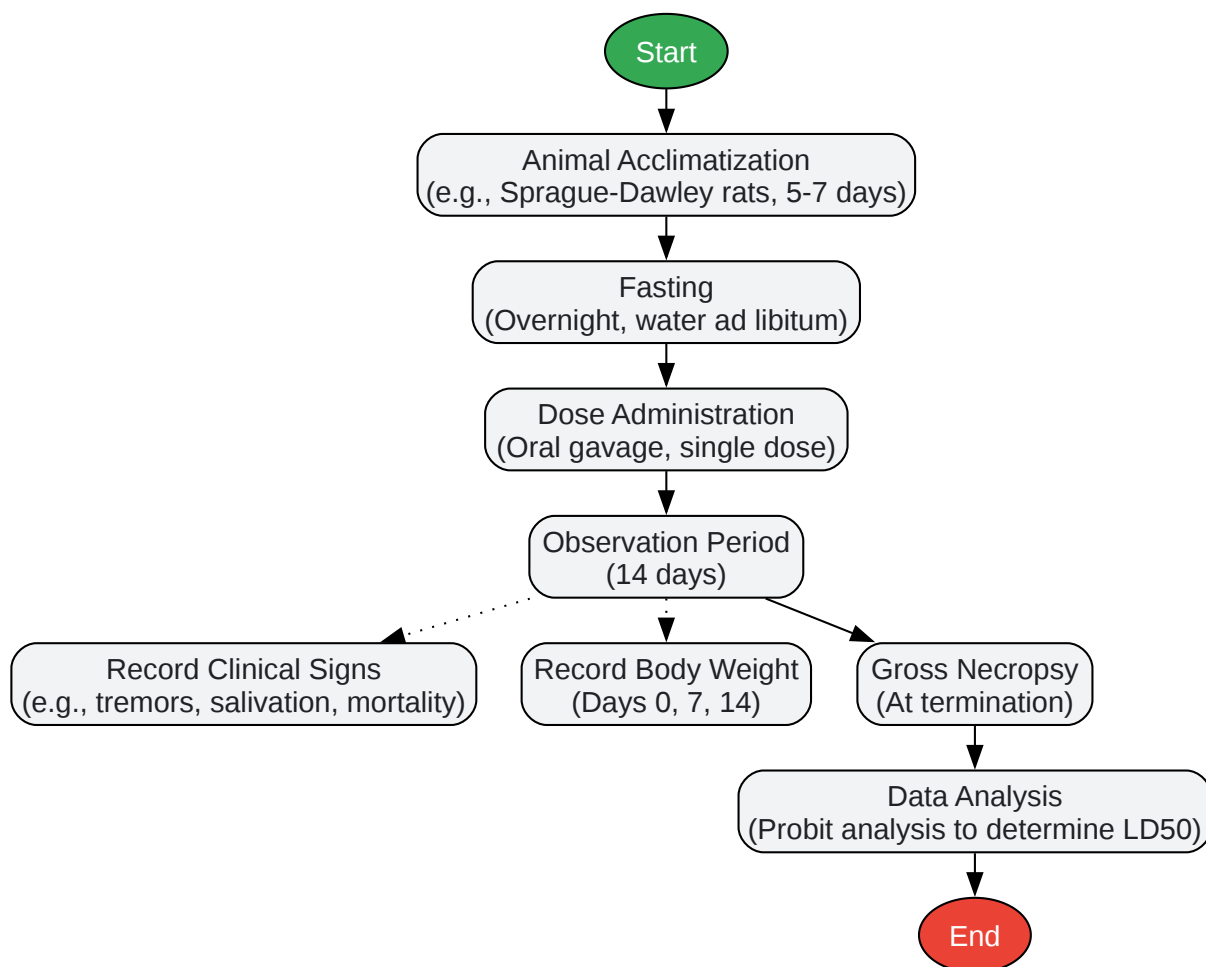 Start
Animal Acclimatization
(e.g., Sprague-Dawley rats, 5-7 days)
Fasting
(Overnight, water ad libitum)
Dose Administration
(Oral gavage, single dose)
Observation Period
(14 days)
Record Clinical Signs
(e.g., tremors, salivation, mortality)
Record Body Weight
(Days 0, 7, 14)
Gross Necropsy
(At termination)
Data Analysis
(Probit analysis to determine LD50)
End